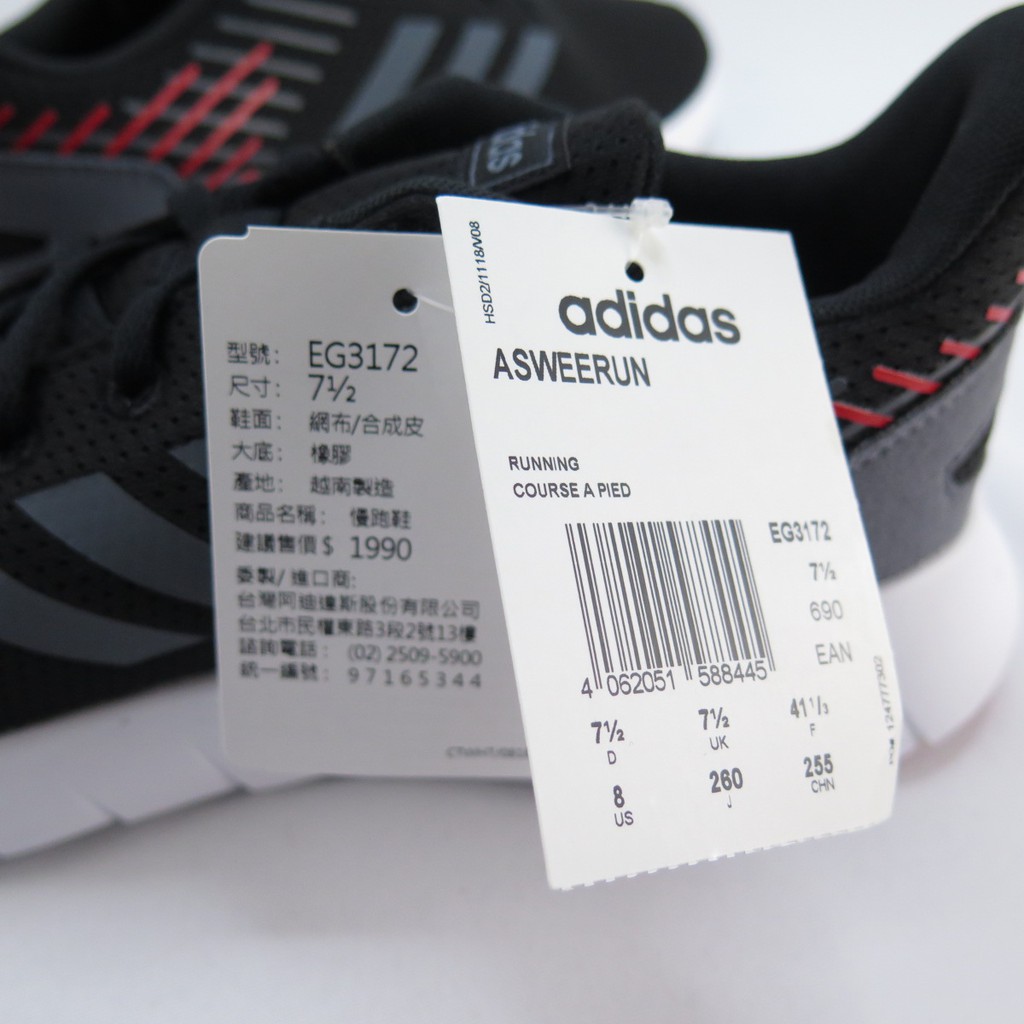 adidas
型號： EG3172
尺寸： 7½
鞋面： 網布/合成皮
大底： 橡膠
產地： 越南製造
商品名稱： 優跑鞋
建議售價$ 1990
委製/進口商:
台灣阿迪達斯股份有限公司
台北市民權東路3段2號13樓
諮詢電話： (02) 2509-5900
統一編號： 97165344
HSD2/1118/V08
adidas
ASWEERUN
RUNNING
COURSE A PIED
EG3172
7½
690
EAN
4 062051 588445
7½ D 7½ UK 41⅓ F
8 US 260 J 255 CHN
PO# 124777302